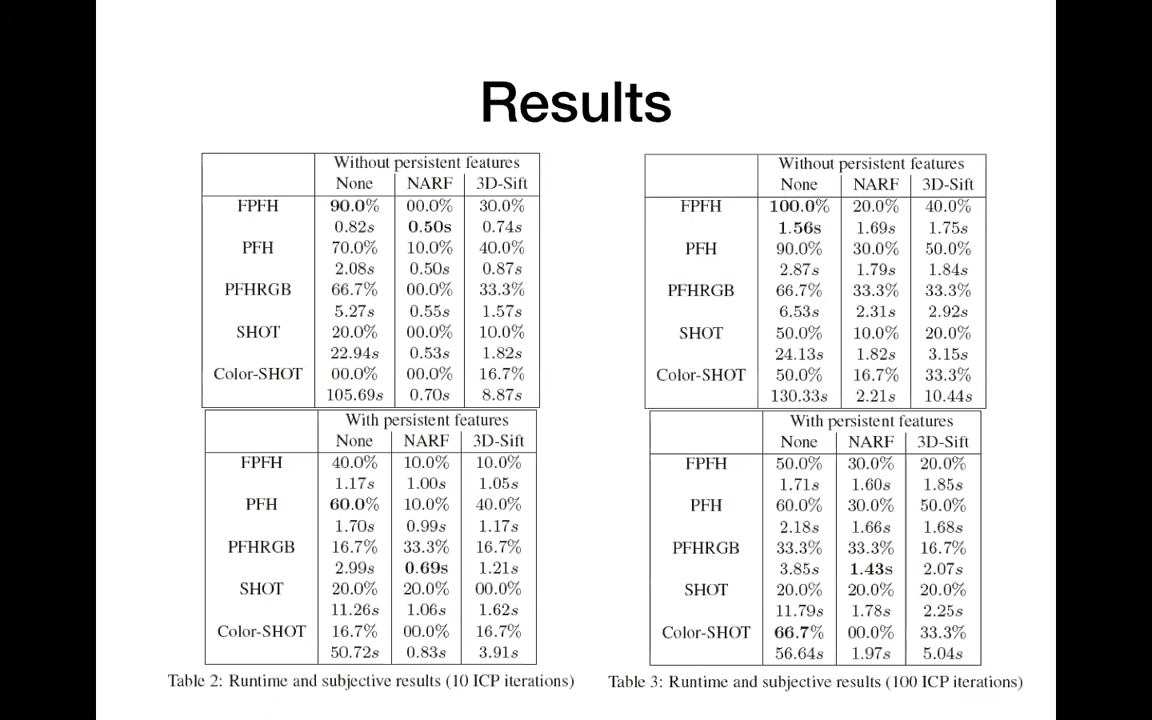 Results
Without persistent features
None NARF 3D-Sift
FPFH 90.0% 00.0% 30.0%
0.82s 0.50s 0.74s
PFH 70.0% 10.0% 40.0%
2.08s 0.50s 0.87s
PFHRGB 66.7% 00.0% 33.3%
5.27s 0.55s 1.57s
SHOT 20.0% 00.0% 10.0%
22.94s 0.53s 1.82s
Color-SHOT 00.0% 00.0% 16.7%
105.69s 0.70s 8.87s
With persistent features
None NARF 3D-Sift
FPFH 40.0% 10.0% 10.0%
1.17s 1.00s 1.05s
PFH 60.0% 10.0% 40.0%
1.70s 0.99s 1.17s
PFHRGB 16.7% 33.3% 16.7%
2.99s 0.69s 1.21s
SHOT 20.0% 20.0% 00.0%
11.26s 1.06s 1.62s
Color-SHOT 16.7% 00.0% 16.7%
50.72s 0.83s 3.91s
Table 2: Runtime and subjective results (10 ICP iterations)
Without persistent features
None NARF 3D-Sift
FPFH 100.0% 20.0% 40.0%
1.56s 1.69s 1.75s
PFH 90.0% 30.0% 50.0%
2.87s 1.79s 1.84s
PFHRGB 66.7% 33.3% 33.3%
6.53s 2.31s 2.92s
SHOT 50.0% 10.0% 20.0%
24.13s 1.82s 3.15s
Color-SHOT 50.0% 16.7% 33.3%
130.33s 2.21s 10.44s
With persistent features
None NARF 3D-Sift
FPFH 50.0% 30.0% 20.0%
1.71s 1.60s 1.85s
PFH 60.0% 30.0% 50.0%
2.18s 1.66s 1.68s
PFHRGB 33.3% 33.3% 16.7%
3.85s 1.43s 2.07s
SHOT 20.0% 20.0% 20.0%
11.79s 1.78s 2.25s
Color-SHOT 66.7% 00.0% 33.3%
56.64s 1.97s 5.04s
Table 3: Runtime and subjective results (100 ICP iterations)